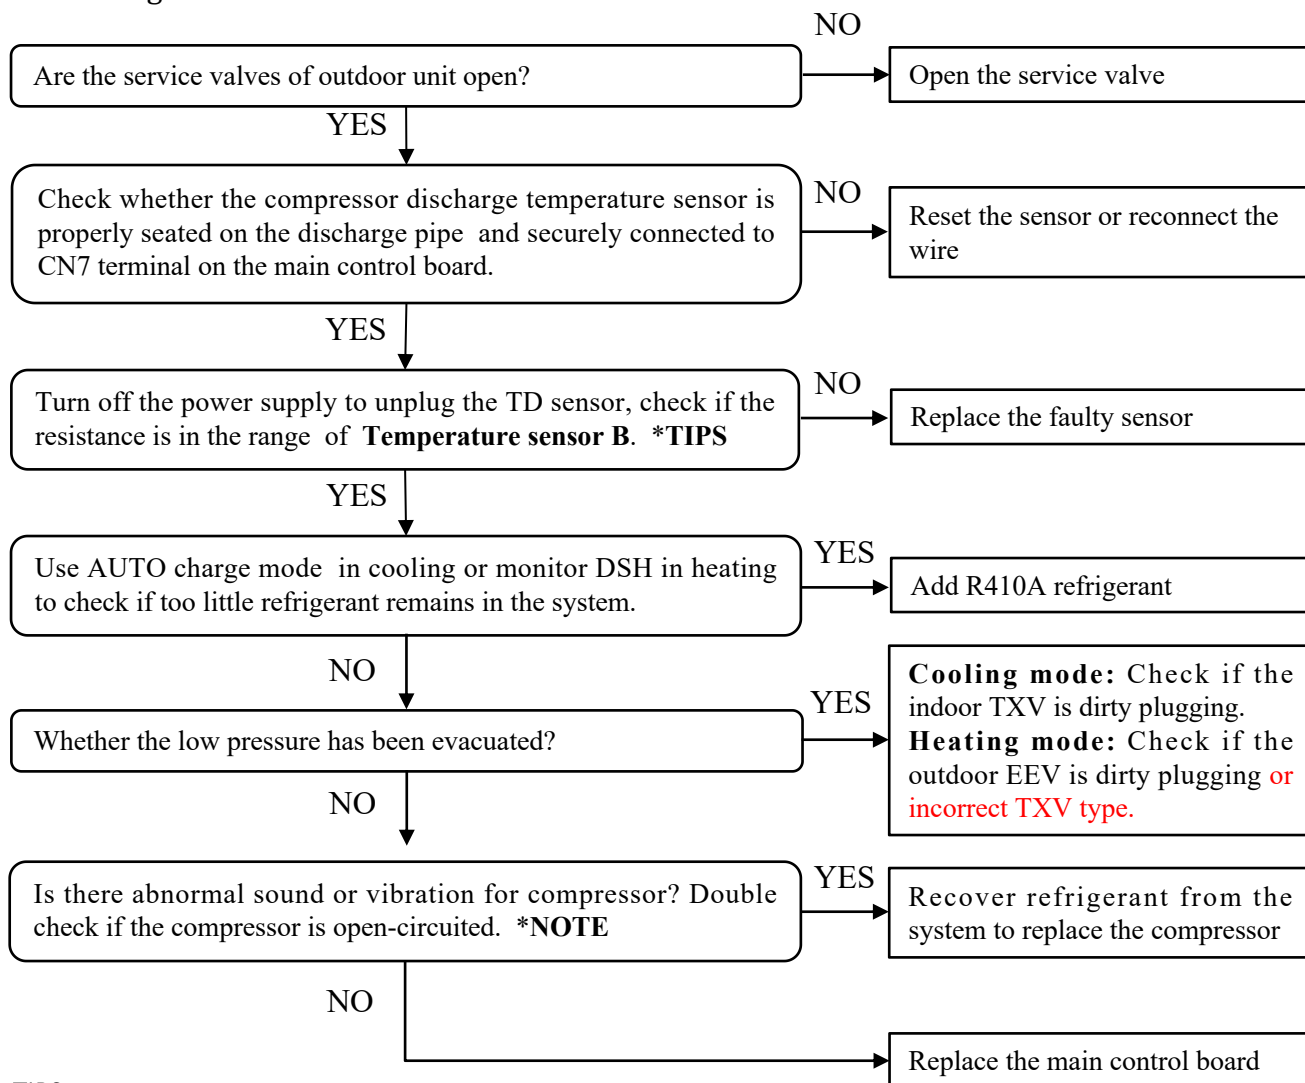 NO
Are the service valves of outdoor unit open?
Open the service valve
YES
Check whether the compressor discharge temperature sensor is
properly seated on the discharge pipe and securely connected to
CN7 terminal on the main control board.
NO
Reset the sensor or reconnect the
wire
YES
Turn off the power supply to unplug the TD sensor, check if the
resistance is in the range of Temperature sensor B. *TIPS
NO
Replace the faulty sensor
YES
Use AUTO charge mode in cooling or monitor DSH in heating
to check if too little refrigerant remains in the system.
YES
Add R410A refrigerant
NO
Whether the low pressure has been evacuated?
YES
Cooling mode: Check if the
indoor TXV is dirty plugging.
Heating mode: Check if the
outdoor EEV is dirty plugging or
incorrect TXV type.
NO
Is there abnormal sound or vibration for compressor? Double
check if the compressor is open-circuited. *NOTE
YES
Recover refrigerant from the
system to replace the compressor
NO
Replace the main control board